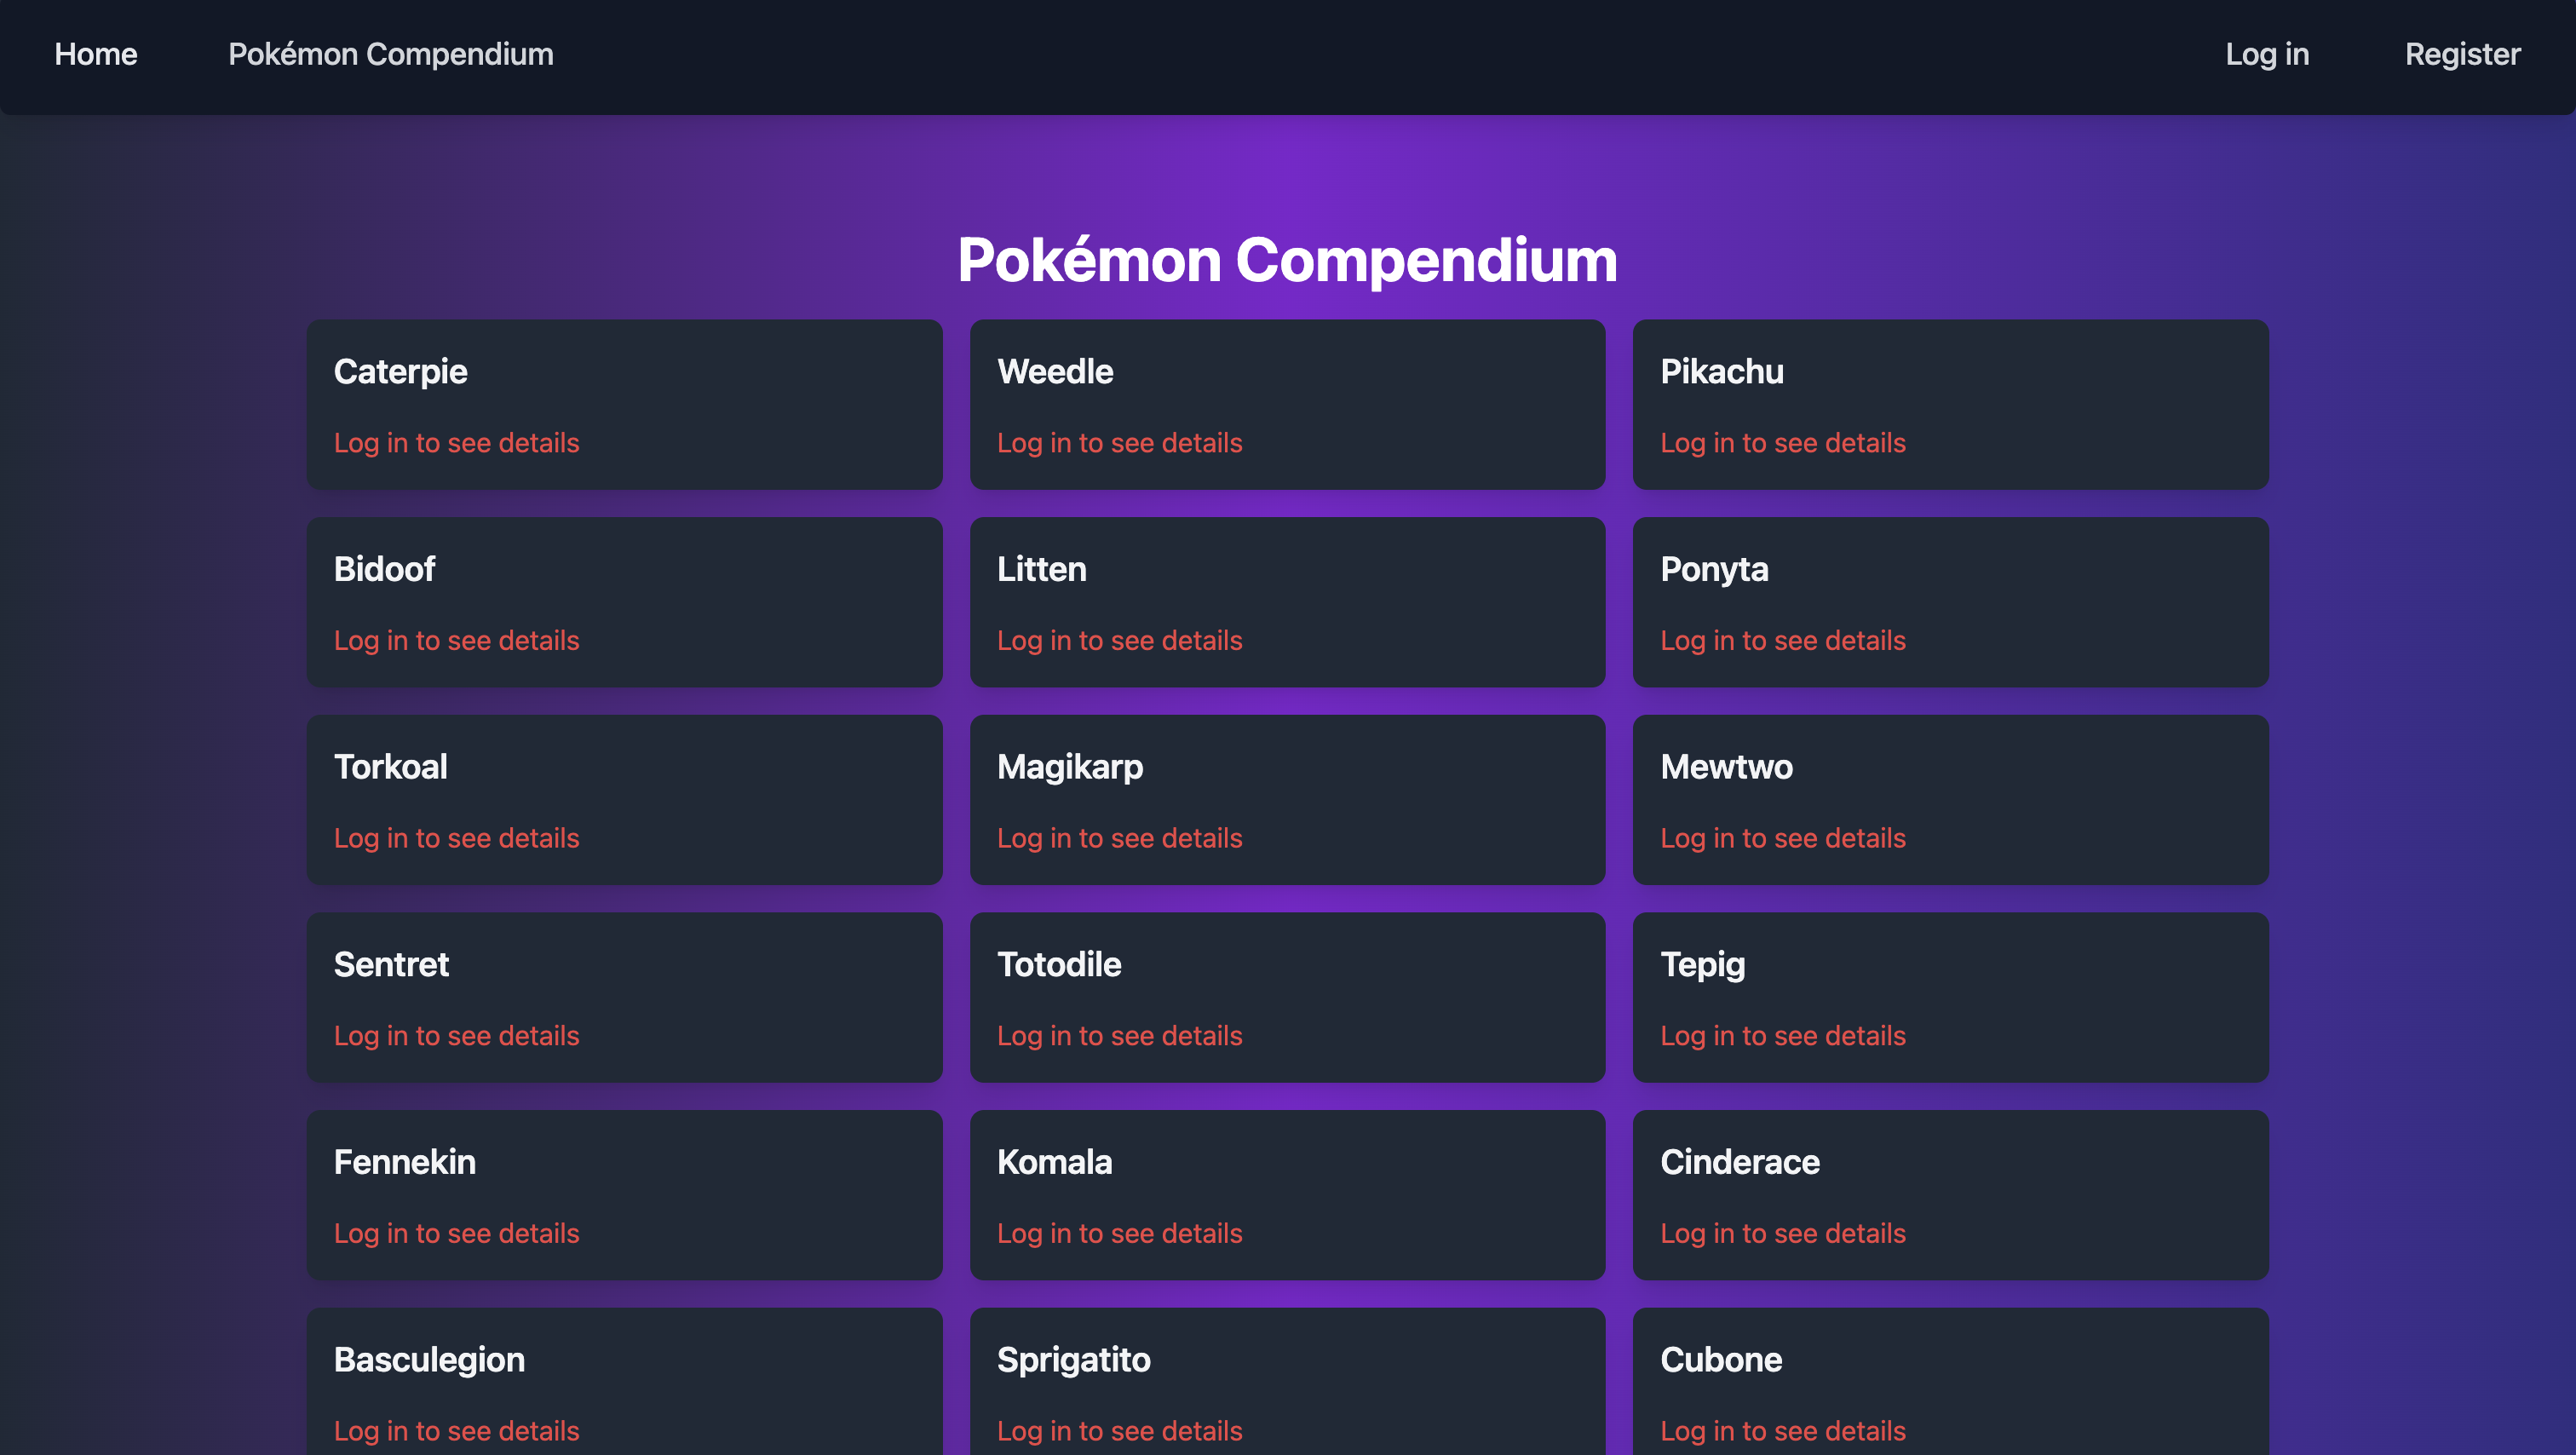 Home Pokémon Compendium Log in Register
Pokémon Compendium
Caterpie Weedle Pikachu
Log in to see details Log in to see details Log in to see details
Bidoof Litten Ponyta
Log in to see details Log in to see details Log in to see details
Torkoal Magikarp Mewtwo
Log in to see details Log in to see details Log in to see details
Sentret Totodile Tepig
Log in to see details Log in to see details Log in to see details
Fennekin Komala Cinderace
Log in to see details Log in to see details Log in to see details
Basculegion Sprigatito Cubone
Log in to see details Log in to see details Log in to see details